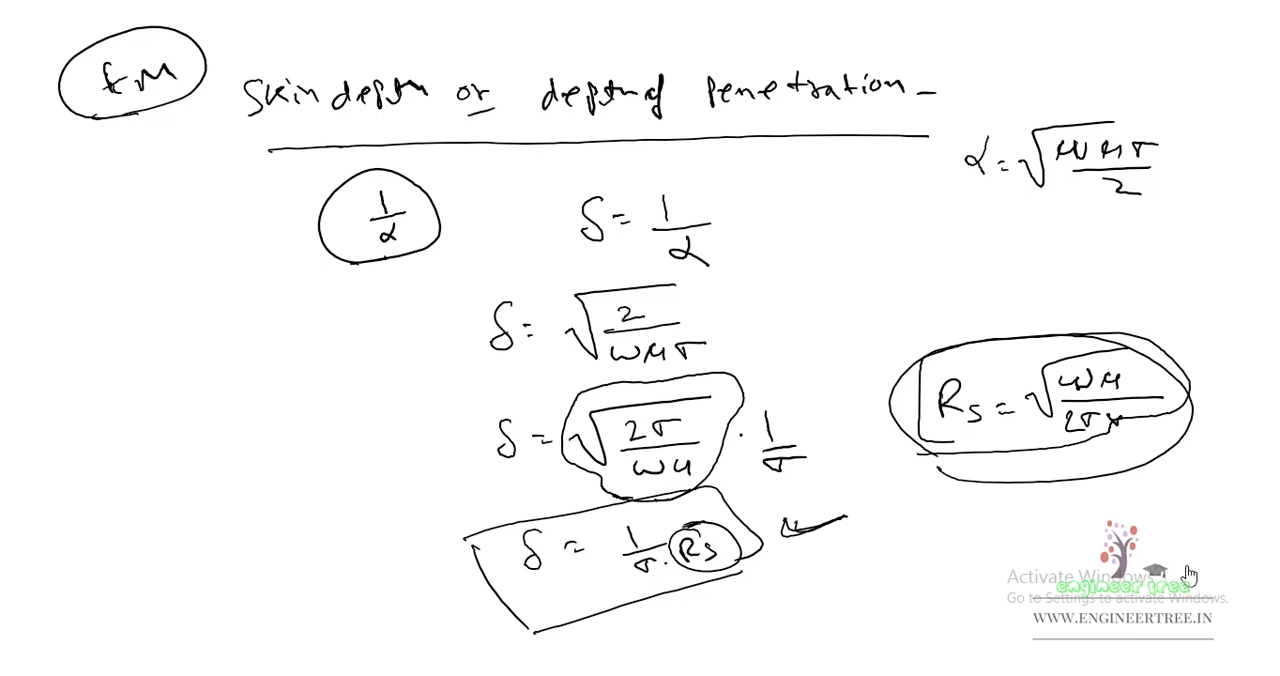 EM
Skin depth or depth of penetration -
α = √(ωμσ/2)
1/α
δ = 1/α
δ = √(2/ωμσ)
Rs = √(ωμ/2σ)
δ = √(2σ/ωμ) · 1/σ
δ = 1/σ.Rs
Activate Windows
Go to Settings to activate Windows.
engineer tree
WWW.ENGINEERTREE.IN